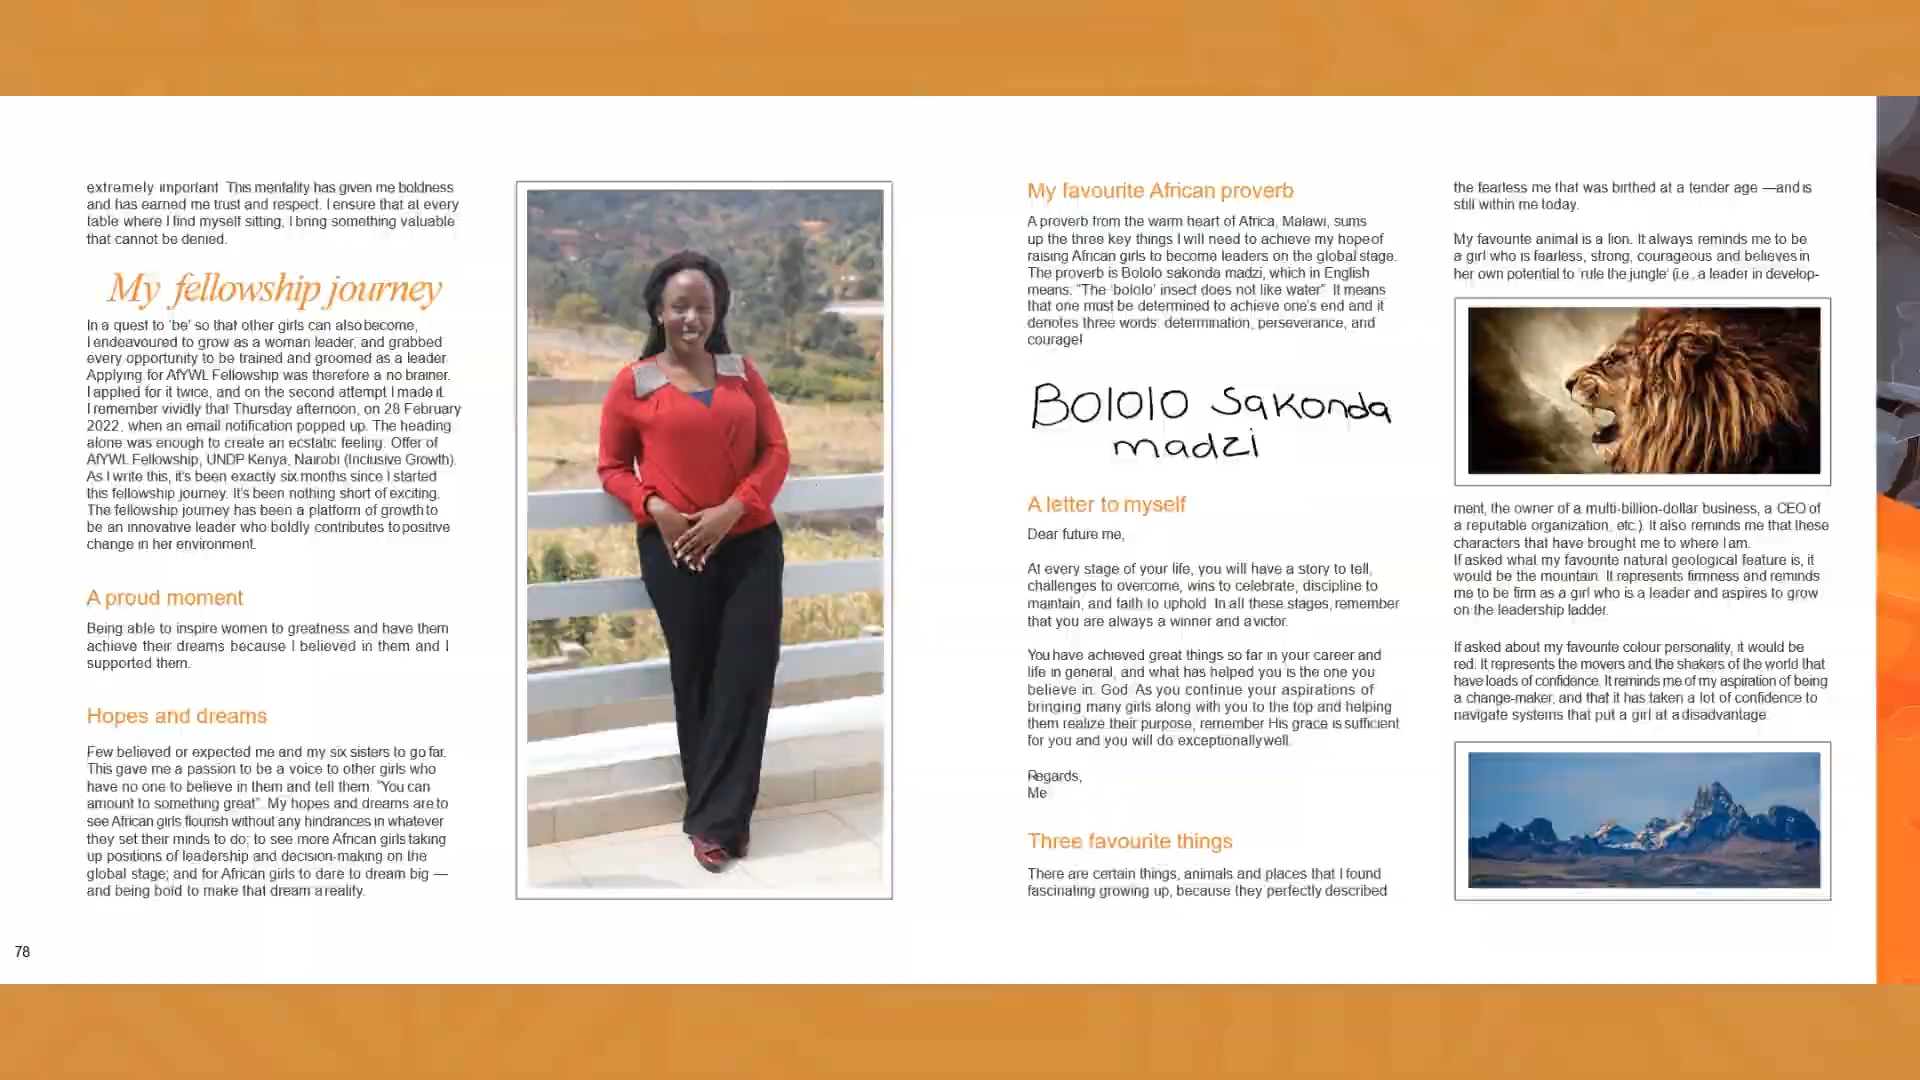 extremely important. This mentality has given me boldness
and has earned me trust and respect. I ensure that at every
table where I find myself sitting, I bring something valuable
that cannot be denied.
My fellowship journey
In a quest to 'be' so that other girls can also become,
I endeavoured to grow as a woman leader, and grabbed
every opportunity to be trained and groomed as a leader.
Applying for AfYWL Fellowship was therefore a no brainer.
I applied for it twice, and on the second attempt I made it.
I remember vividly that Thursday afternoon, on 28 February
2022, when an email notification popped up. The heading
alone was enough to create an ecstatic feeling. Offer of
AfYWL Fellowship, UNDP Kenya, Nairobi (Inclusive Growth).
As I write this, it's been exactly six months since I started
this fellowship journey. It's been nothing short of exciting.
The fellowship journey has been a platform of growth to
be an innovative leader who boldly contributes to positive
change in her environment.
A proud moment
Being able to inspire women to greatness and have them
achieve their dreams because I believed in them and I
supported them.
Hopes and dreams
Few believed or expected me and my six sisters to go far.
This gave me a passion to be a voice to other girls who
have no one to believe in them and tell them: "You can
amount to something great". My hopes and dreams are to
see African girls flourish without any hindrances in whatever
they set their minds to do; to see more African girls taking
up positions of leadership and decision-making on the
global stage; and for African girls to dare to dream big —
and being bold to make that dream a reality.
78
My favourite African proverb
A proverb from the warm heart of Africa, Malawi, sums
up the three key things I will need to achieve my hope of
raising African girls to become leaders on the global stage.
The proverb is Bololo sakonda madzi, which in English
means: "The 'bololo' insect does not like water". It means
that one must be determined to achieve one's end and it
denotes three words: determination, perseverance, and
courage!
Bololo Sakonda
madzi
A letter to myself
Dear future me,
At every stage of your life, you will have a story to tell,
challenges to overcome, wins to celebrate, discipline to
maintain, and faith to uphold. In all these stages, remember
that you are always a winner and a victor.
You have achieved great things so far in your career and
life in general, and what has helped you is the one you
believe in: God. As you continue your aspirations of
bringing many girls along with you to the top and helping
them realize their purpose, remember His grace is sufficient
for you and you will do exceptionally well.
Regards,
Me
Three favourite things
There are certain things, animals and places that I found
fascinating growing up, because they perfectly described
the fearless me that was birthed at a tender age —and is
still within me today.
My favourite animal is a lion. It always reminds me to be
a girl who is fearless, strong, courageous and believes in
her own potential to 'rule the jungle' (i.e., a leader in develop-
ment, the owner of a multi-billion-dollar business, a CEO of
a reputable organization, etc.). It also reminds me that these
characters that have brought me to where I am.
If asked what my favourite natural geological feature is, it
would be the mountain. It represents firmness and reminds
me to be firm as a girl who is a leader and aspires to grow
on the leadership ladder.
If asked about my favourite colour personality, it would be
red. It represents the movers and the shakers of the world that
have loads of confidence. It reminds me of my aspiration of being
a change-maker, and that it has taken a lot of confidence to
navigate systems that put a girl at a disadvantage.